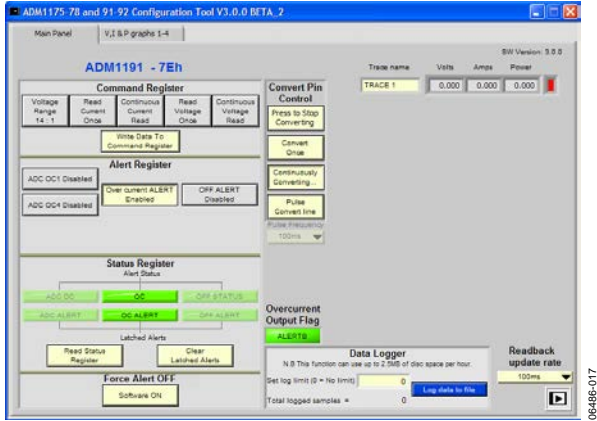 ADM1175-78 and 91-92 Configuration Tool V3.0.0 BETA_2
Main Panel
V,I & P graphs 1-4
SW Version: 3.0.0
ADM1191 - 7Eh
Trace name
Volts
Amps
Power
TRACE 1
0.000
0.000
0.000
Command Register
Voltage Range 14 : 1
Read Current Once
Continuous Current Read
Read Voltage Once
Continuous Voltage Read
Write Data To
Command Register
Convert Pin
Control
Press to Stop
Converting
Convert
Once
Continuously
Converting...
Pulse
Convert line
Pulse Frequency
100ms
Alert Register
ADC OC1 Disabled
ADC OC4 Disabled
Over current ALERT
Enabled
OFF ALERT
Disabled
Status Register
Alert Status
ADC OC
OC
OFF STATUS
ADC ALERT
OC ALERT
OFF ALERT
Latched Alerts
Read Status
Register
Clear
Latched Alerts
Force Alert OFF
Software ON
Overcurrent
Output Flag
ALERTB
Data Logger
N.B This function can use up to 2.5MB of disc space per hour.
Set log limit (0 = No limit)
0
Log data to file
Total logged samples =
0
Readback
update rate
100ms
06486-017